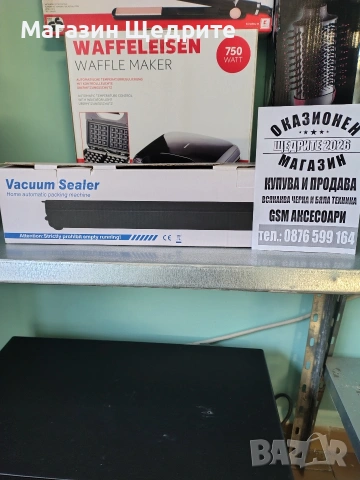 Магазин Щедрите
WAFFELEISEN
WAFFLE MAKER
750
WATT
Vacuum Sealer
Home automatic packing machine
Attention:Strictly prohibit empty running!
CE
ОКАЗИОНЕН
ЩЕДРИТЕ 2026
МАГАЗИН
КУПУВА И ПРОДАВА
ВСЯКАКВА ЧЕРНА И БЯЛА ТЕХНИКА
GSM АКСЕСОАРИ
тел.: 0876 599 164
BAZAR